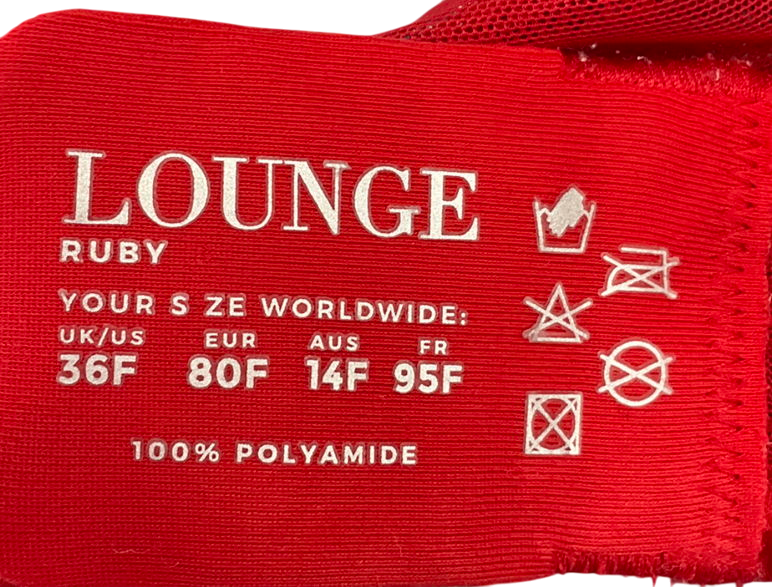 LOUNGE
RUBY
YOUR S ZE WORLDWIDE:
UK/US EUR AUS FR
36F 80F 14F 95F
100% POLYAMIDE